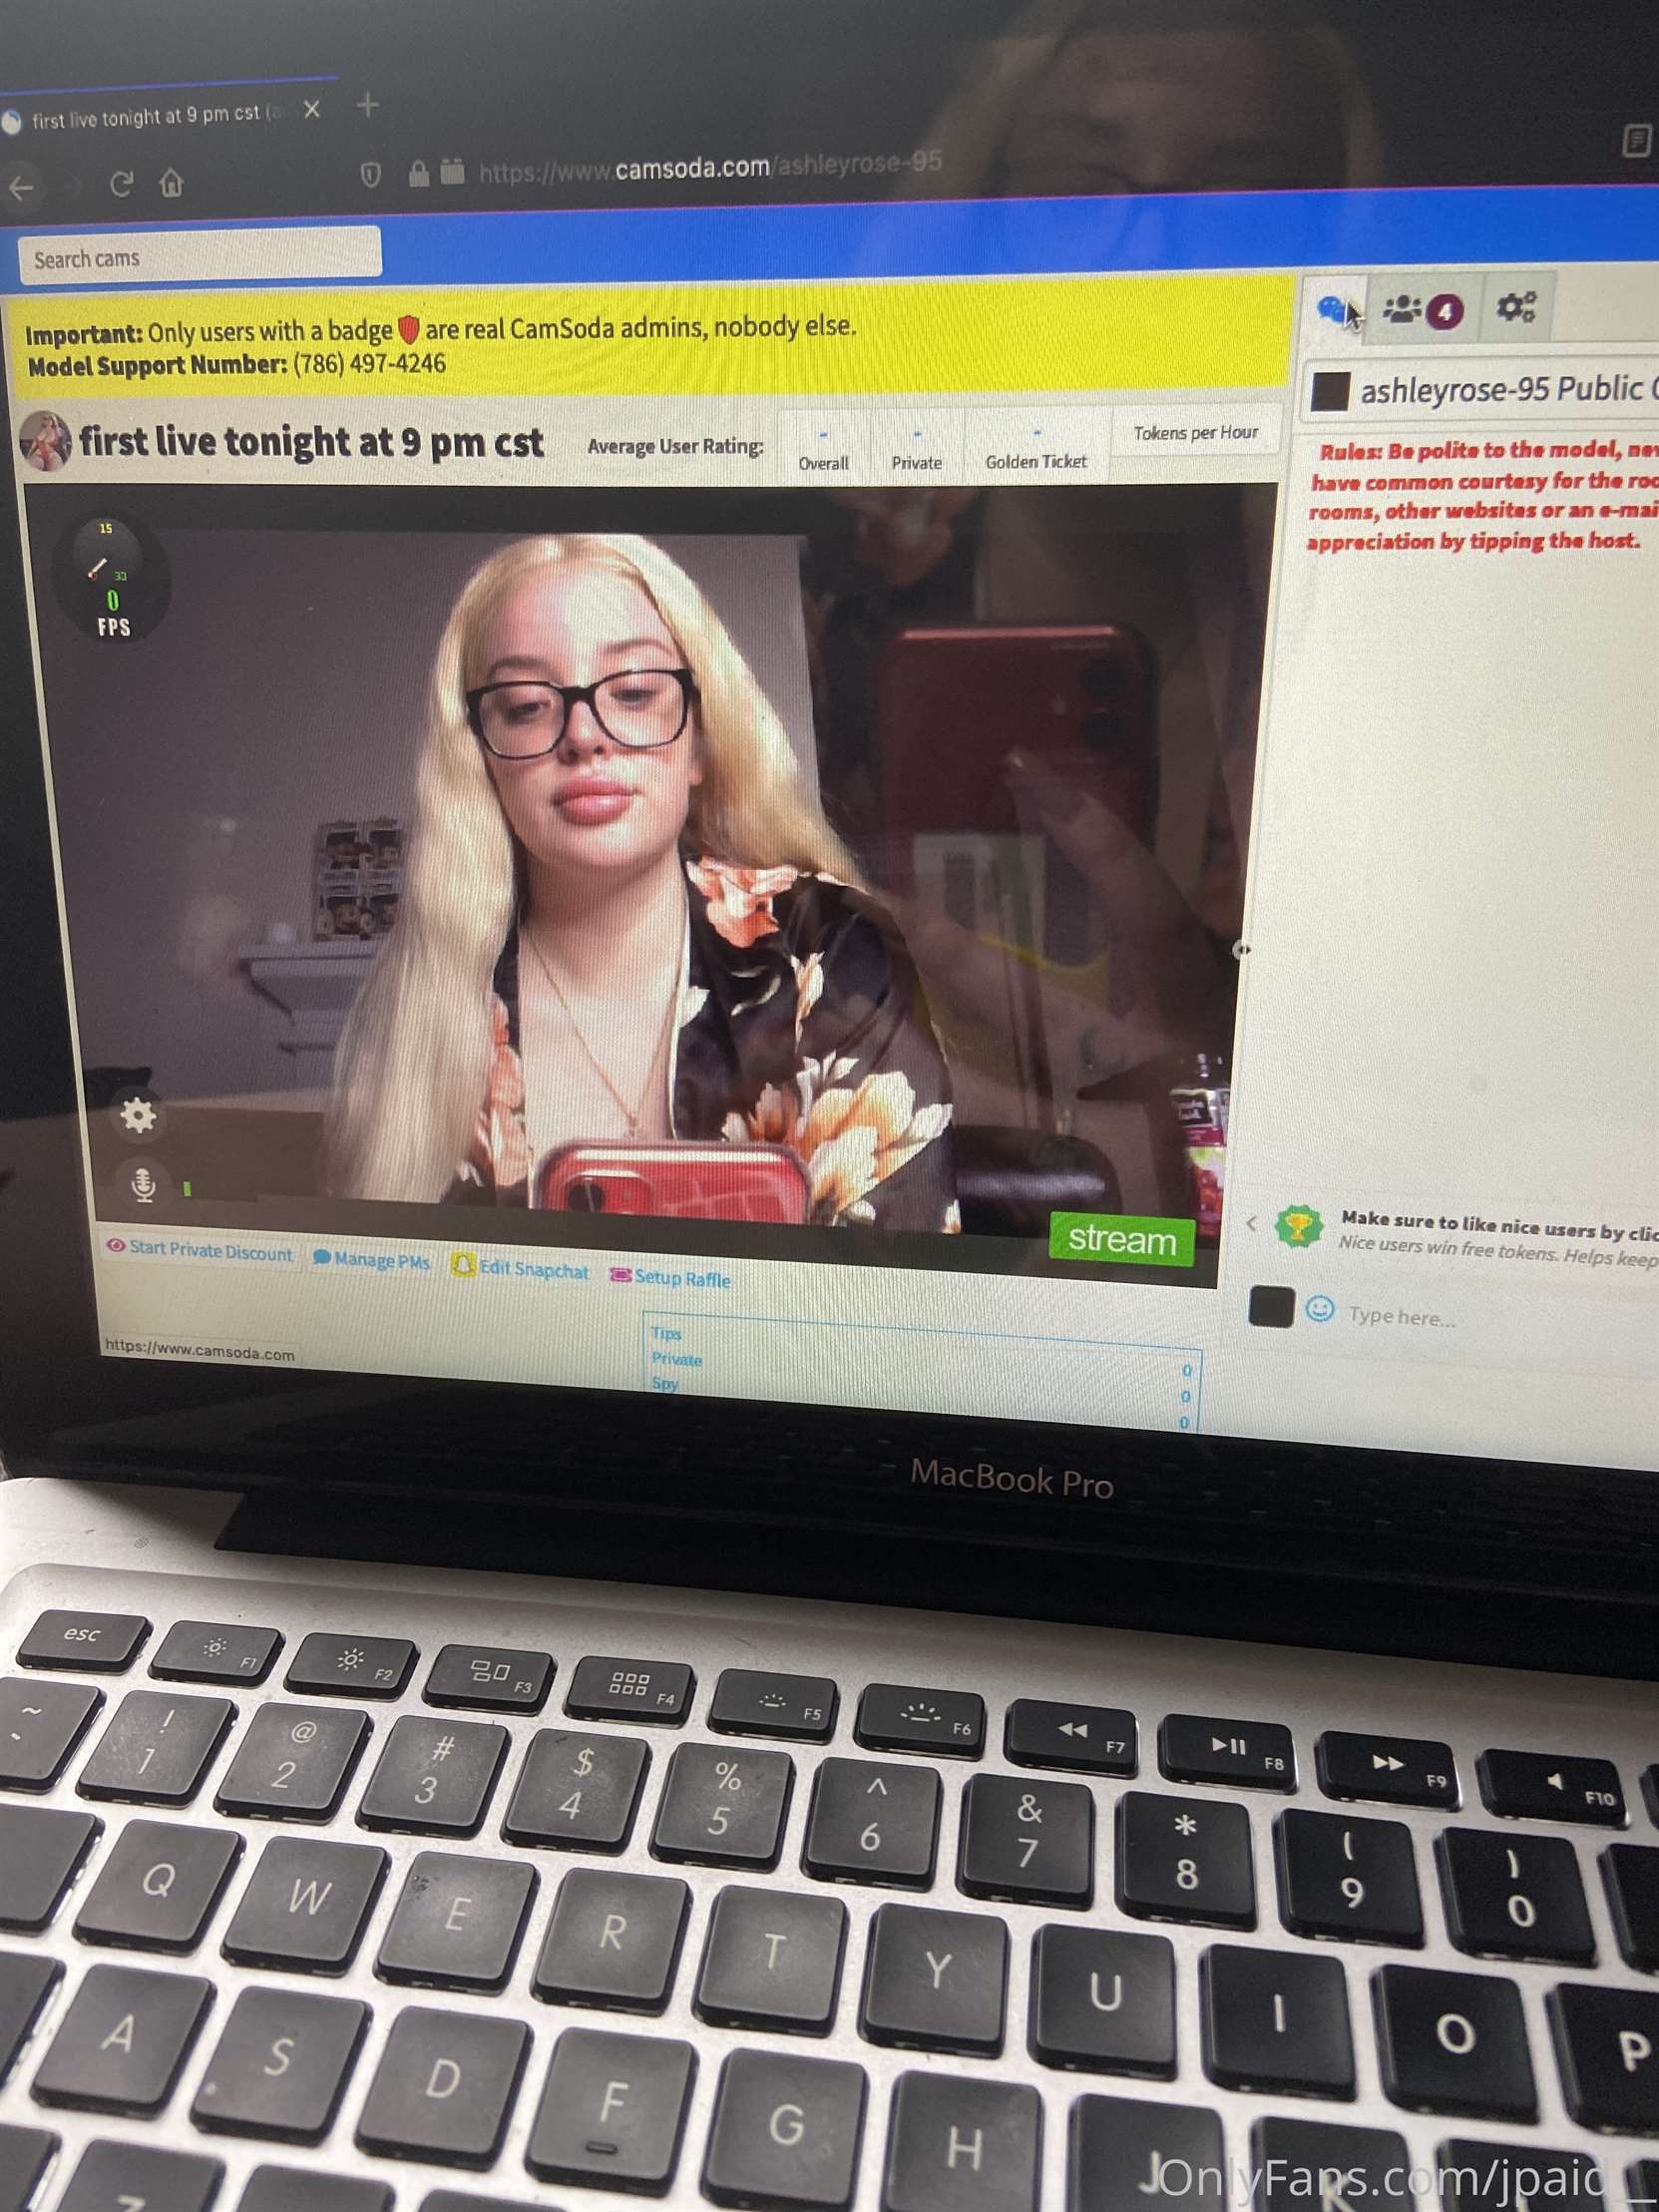 first live tonight at 9 pm cst
https://www.camsoda.com/ashleyrose-95
Search cams
Important: Only users with a badge are real CamSoda admins, nobody else.
Model Support Number: (786) 497-4246
4
ashleyrose-95 Public
first live tonight at 9 pm cst
Average User Rating:
- - -
Overall Private Golden Ticket
Tokens per Hour
Rules: Be polite to the model,
have common courtesy for the
rooms, other websites or an
appreciation by tipping the host.
15
30
0
FPS
stream
Make sure to like nice users by
Nice users win free tokens. Helps keep
Type here...
Start Private Discount Manage PMs Edit Snapchat Setup Raffle
https://www.camsoda.com
Tips 0
Private 0
Spy 0
MacBook Pro
esc F1 F2 F3 F4 F5 F6 F7 F8 F9 F10
~ ! @ # $ % ^ & * ( )
1 2 3 4 5 6 7 8 9 0
Q W E R T Y U I O P
A S D F G H J K
Z
OnlyFans.com/jpaid__